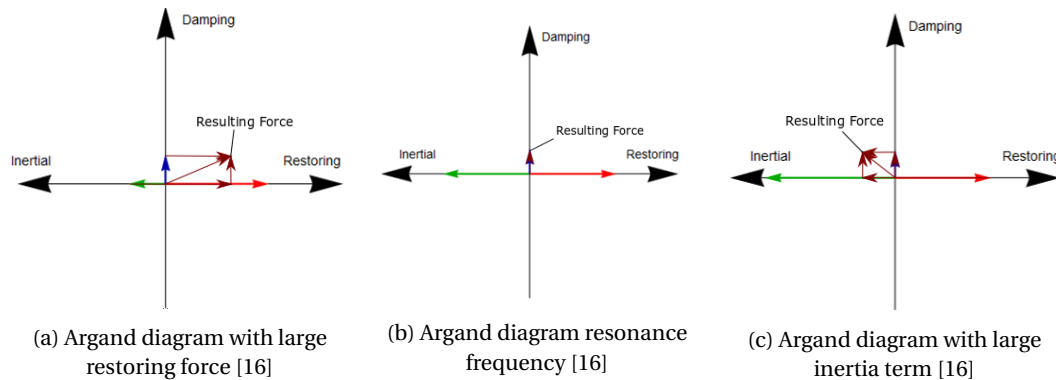 Damping
Resulting Force
Inertial
Restoring
(a) Argand diagram with large
restoring force [16]
Damping
Resulting Force
Inertial
Restoring
(b) Argand diagram resonance
frequency [16]
Damping
Resulting Force
Inertial
Restoring
(c) Argand diagram with large
inertia term [16]